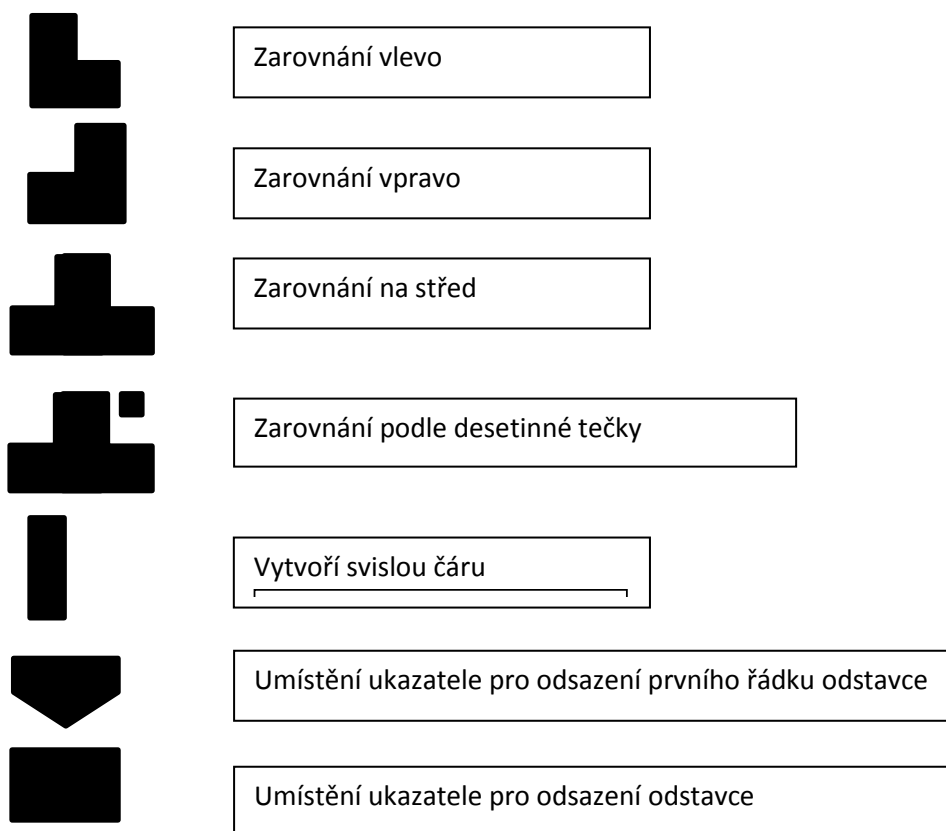 Zarovnání vlevo
Zarovnání vpravo
Zarovnání na střed
Zarovnání podle desetinné tečky
Vytvoří svislou čáru
Umístění ukazatele pro odsazení prvního řádku odstavce
Umístění ukazatele pro odsazení odstavce